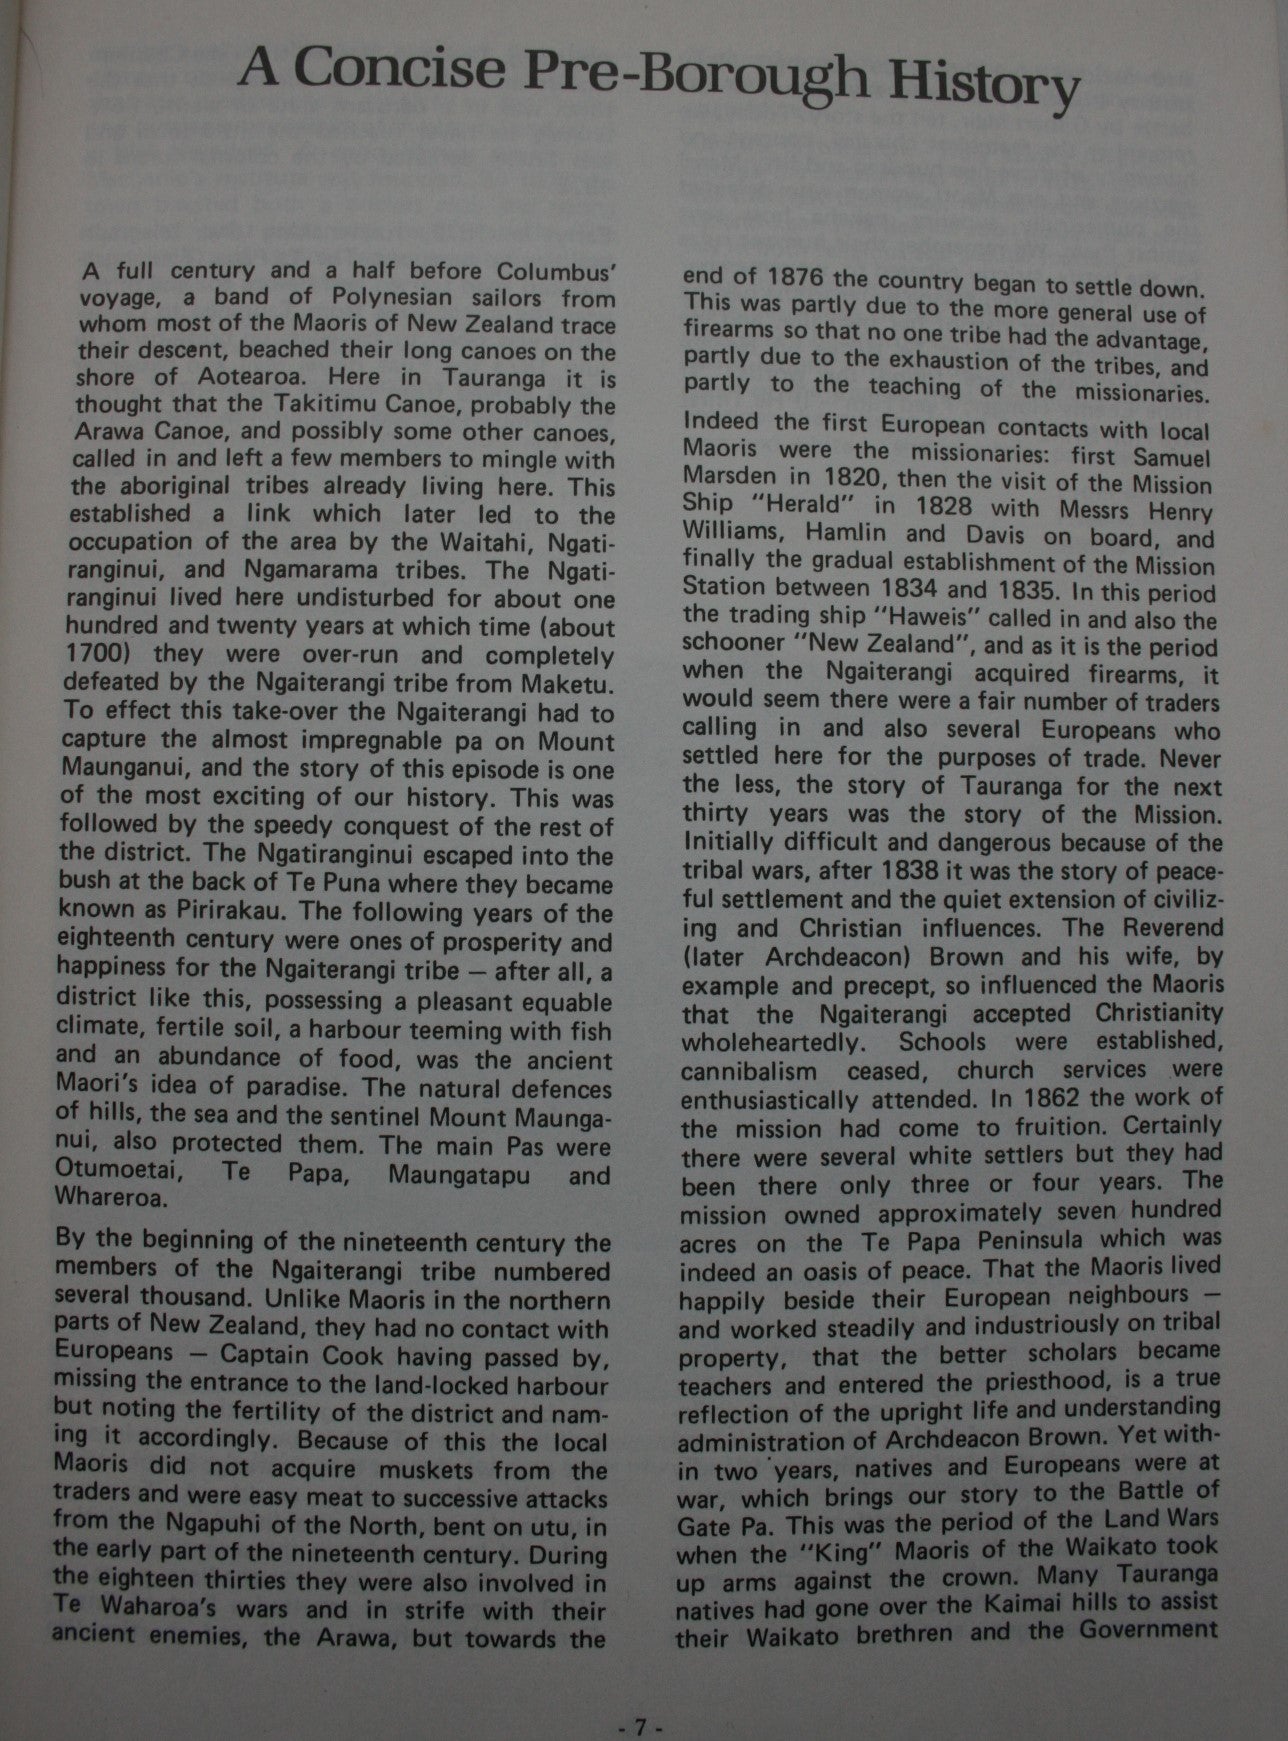 A Concise Pre-Borough History
A full century and a half before Columbus'
voyage, a band of Polynesian sailors from
whom most of the Maoris of New Zealand trace
their descent, beached their long canoes on the
shore of Aotearoa. Here in Tauranga it is
thought that the Takitimu Canoe, probably the
Arawa Canoe, and possibly some other canoes,
called in and left a few members to mingle with
the aboriginal tribes already living here. This
established a link which later led to the
occupation of the area by the Waitahi, Ngati-
ranginui, and Ngamarama tribes. The Ngati-
ranginui lived here undisturbed for about one
hundred and twenty years at which time (about
1700) they were over-run and completely
defeated by the Ngaiterangi tribe from Maketu.
To effect this take-over the Ngaiterangi had to
capture the almost impregnable pa on Mount
Maunganui, and the story of this episode is one
of the most exciting of our history. This was
followed by the speedy conquest of the rest of
the district. The Ngatiranginui escaped into the
bush at the back of Te Puna where they became
known as Pirirakau. The following years of the
eighteenth century were ones of prosperity and
happiness for the Ngaiterangi tribe — after all, a
district like this, possessing a pleasant equable
climate, fertile soil, a harbour teeming with fish
and an abundance of food, was the ancient
Maori's idea of paradise. The natural defences
of hills, the sea and the sentinel Mount Maunga-
nui, also protected them. The main Pas were
Otumoetai, Te Papa, Maungatapu and
Whareroa.
By the beginning of the nineteenth century the
members of the Ngaiterangi tribe numbered
several thousand. Unlike Maoris in the northern
parts of New Zealand, they had no contact with
Europeans — Captain Cook having passed by,
missing the entrance to the land-locked harbour
but noting the fertility of the district and nam-
ing it accordingly. Because of this the local
Maoris did not acquire muskets from the
traders and were easy meat to successive attacks
from the Ngapuhi of the North, bent on utu, in
the early part of the nineteenth century. During
the eighteen thirties they were also involved in
Te Waharoa's wars and in strife with their
ancient enemies, the Arawa, but towards the
end of 1876 the country began to settle down.
This was partly due to the more general use of
firearms so that no one tribe had the advantage,
partly due to the exhaustion of the tribes, and
partly to the teaching of the missionaries.
Indeed the first European contacts with local
Maoris were the missionaries: first Samuel
Marsden in 1820, then the visit of the Mission
Ship "Herald" in 1828 with Messrs Henry
Williams, Hamlin and Davis on board, and
finally the gradual establishment of the Mission
Station between 1834 and 1835. In this period
the trading ship "Haweis" called in and also the
schooner "New Zealand", and as it is the period
when the Ngaiterangi acquired firearms, it
would seem there were a fair number of traders
calling in and also several Europeans who
settled here for the purposes of trade. Never
the less, the story of Tauranga for the next
thirty years was the story of the Mission.
Initially difficult and dangerous because of the
tribal wars, after 1838 it was the story of peace-
ful settlement and the quiet extension of civiliz-
ing and Christian influences. The Reverend
(later Archdeacon) Brown and his wife, by
example and precept, so influenced the Maoris
that the Ngaiterangi accepted Christianity
wholeheartedly. Schools were established,
cannibalism ceased, church services were
enthusiastically attended. In 1862 the work of
the mission had come to fruition. Certainly
there were several white settlers but they had
been there only three or four years. The
mission owned approximately seven hundred
acres on the Te Papa Peninsula which was
indeed an oasis of peace. That the Maoris lived
happily beside their European neighbours —
and worked steadily and industriously on tribal
property, that the better scholars became
teachers and entered the priesthood, is a true
reflection of the upright life and understanding
administration of Archdeacon Brown. Yet with-
in two years, natives and Europeans were at
war, which brings our story to the Battle of
Gate Pa. This was the period of the Land Wars
when the "King" Maoris of the Waikato took
up arms against the crown. Many Tauranga
natives had gone over the Kaimai hills to assist
their Waikato brethren and the Government
- 7 -